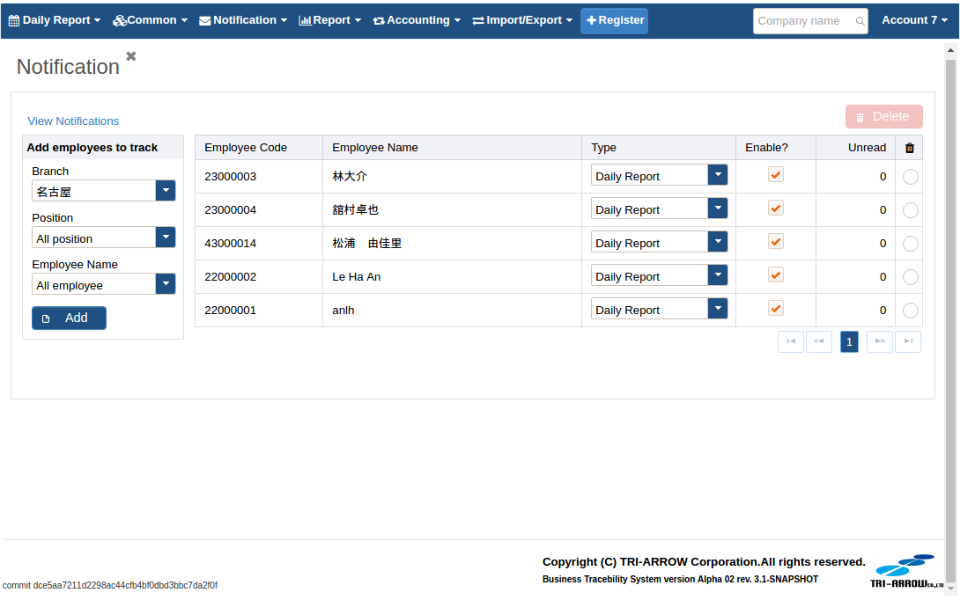 Daily Report Common Notification Report Accounting Import/Export Register Company name Account 7
Notification
View Notifications
Delete
Add employees to track
Branch
名古屋
Position
All position
Employee Name
All employee
Add
Employee Code Employee Name Type Enable? Unread
23000003 林大介 Daily Report 0
23000004 舘村卓也 Daily Report 0
43000014 松浦　由佳里 Daily Report 0
22000002 Le Ha An Daily Report 0
22000001 anlh Daily Report 0
1
Copyright (C) TRI-ARROW Corporation.All rights reserved.
Business Tracebility System version Alpha 02 rev. 3.1-SNAPSHOT
TRI-ARROW Co.,LTD
commit dce5aa7211d2298ac44cfb4bf0dbd3bbc7da2f0f